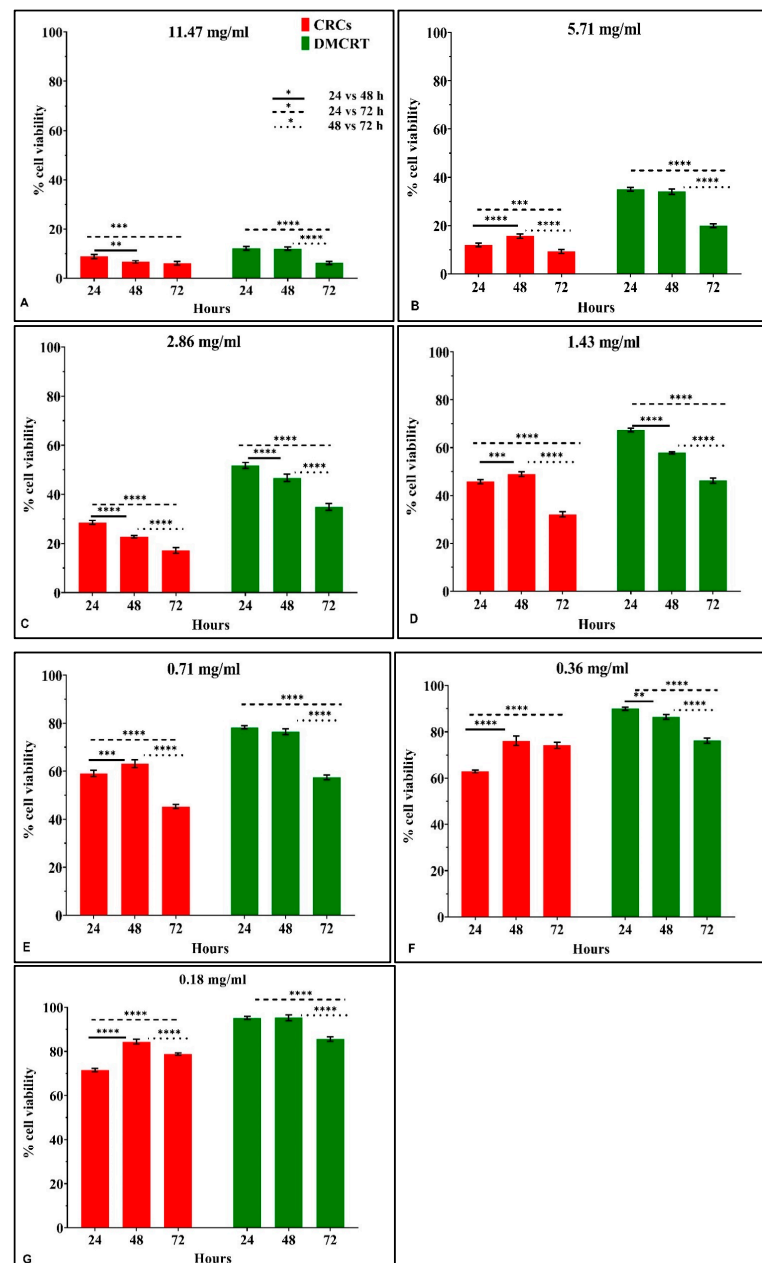 11.47 mg/ml
CRCs
DMCRT
* 24 vs 48 h
* 24 vs 72 h
* 48 vs 72 h
% cell viability
100
80
60
40
20
0
*** ****
** ****
24 48 72 24 48 72
Hours
A
5.71 mg/ml
% cell viability
100
80
60
40
20
0
**** ****
*** **** ****
24 48 72 24 48 72
Hours
B
2.86 mg/ml
% cell viability
100
80
60
40
20
0
**** **** ****
**** **** ****
24 48 72 24 48 72
Hours
C
1.43 mg/ml
% cell viability
100
80
60
40
20
0
**** **** ****
*** **** ****
24 48 72 24 48 72
Hours
D
0.71 mg/ml
% cell viability
100
80
60
40
20
0
**** ****
*** **** ****
24 48 72 24 48 72
Hours
E
0.36 mg/ml
% cell viability
100
80
60
40
20
0
**** ****
**** ** ****
24 48 72 24 48 72
Hours
F
0.18 mg/ml
% cell viability
100
80
60
40
20
0
**** ****
**** **** ****
24 48 72 24 48 72
Hours
G